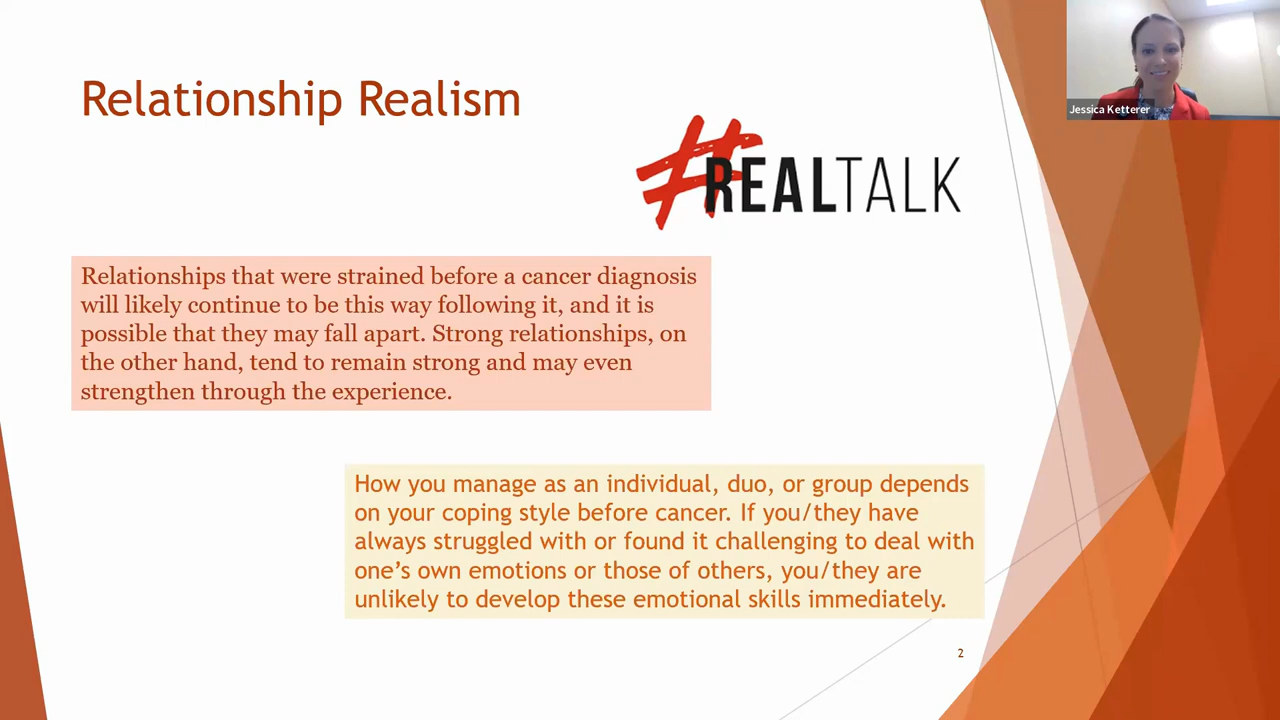 Relationship Realism
Jessica Ketterer
#REALTALK
Relationships that were strained before a cancer diagnosis
will likely continue to be this way following it, and it is
possible that they may fall apart. Strong relationships, on
the other hand, tend to remain strong and may even
strengthen through the experience.
How you manage as an individual, duo, or group depends
on your coping style before cancer. If you/they have
always struggled with or found it challenging to deal with
one’s own emotions or those of others, you/they are
unlikely to develop these emotional skills immediately.
2